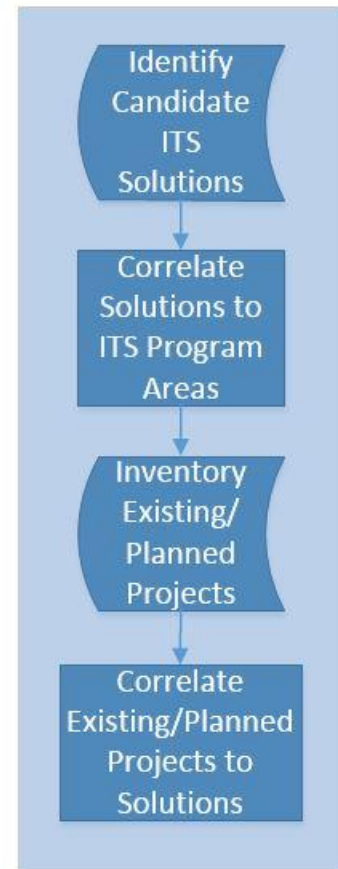 Identify
Candidate
ITS
Solutions
Correlate
Solutions to
ITS Program
Areas
Inventory
Existing/
Planned
Projects
Correlate
Existing/Planned
Projects to
Solutions